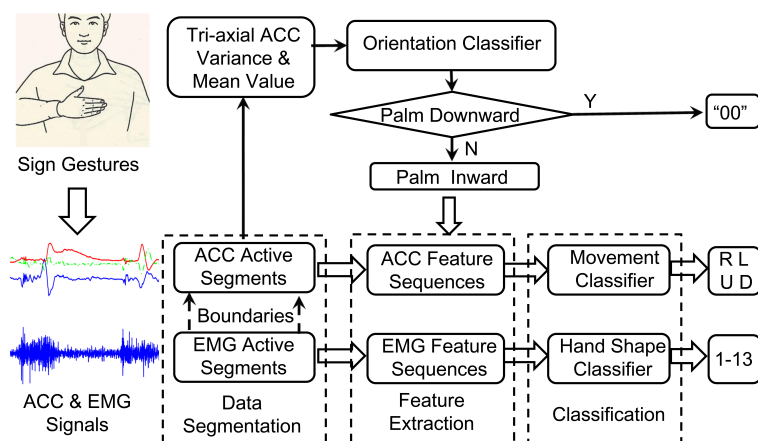 Tri-axial ACC
Variance &
Mean Value
Orientation Classifier
Palm Downward
Y
“00”
N
Palm Inward
Sign Gestures
ACC Active
Segments
ACC Feature
Sequences
Movement
Classifier
R L
U D
Boundaries
EMG Active
Segments
EMG Feature
Sequences
Hand Shape
Classifier
1-13
ACC & EMG
Signals
Data
Segmentation
Feature
Extraction
Classification